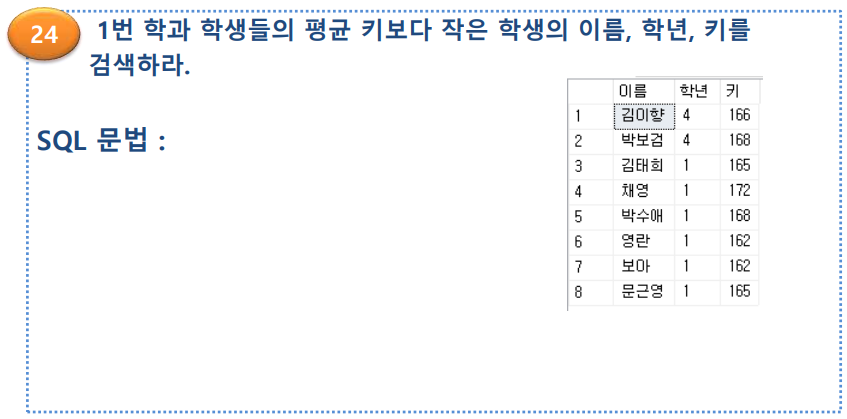 24
1번 학과 학생들의 평균 키보다 작은 학생의 이름, 학년, 키를
검색하라.
SQL 문법 :
이름 학년 키
1 김미향 4 166
2 박보검 4 168
3 김태희 1 165
4 채영 1 172
5 박수애 1 168
6 영란 1 162
7 보아 1 162
8 문근영 1 165